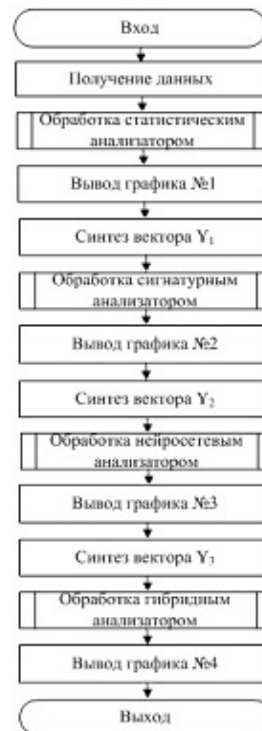 Вход
Получение данных
Обработка статистическим
анализатором
Вывод графика №1
Синтез вектора Y₁
Обработка сигнатурным
анализатором
Вывод графика №2
Синтез вектора Y₂
Обработка нейросетевым
анализатором
Вывод графика №3
Синтез вектора Y₃
Обработка гибридным
анализатором
Вывод графика №4
Выход